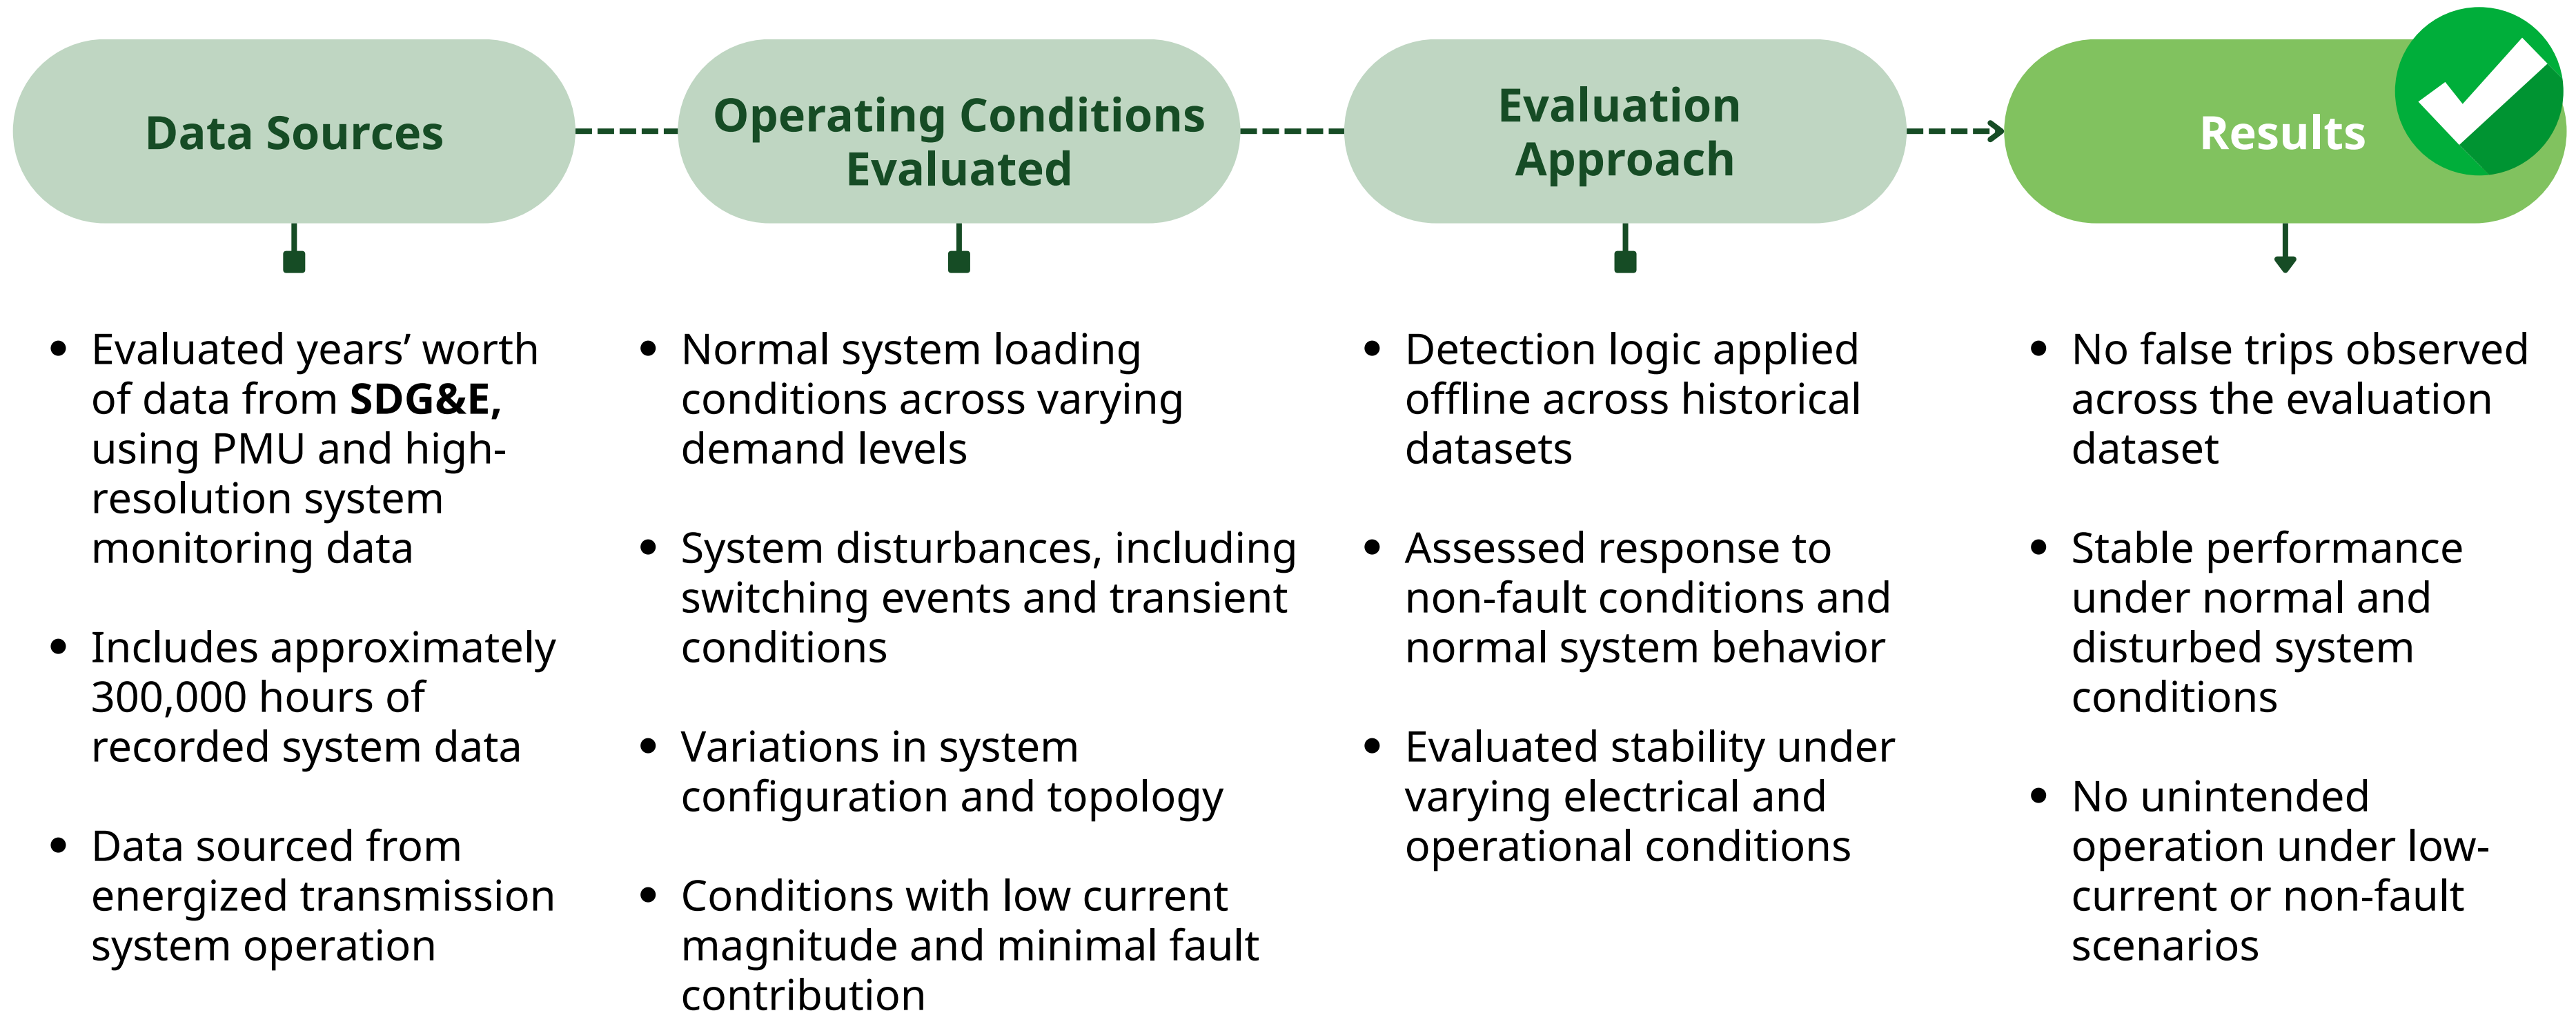 Data Sources
Operating Conditions
Evaluated
Evaluation
Approach
Results
• Evaluated years’ worth
of data from SDG&E,
using PMU and high-
resolution system
monitoring data
• Includes approximately
300,000 hours of
recorded system data
• Data sourced from
energized transmission
system operation
• Normal system loading
conditions across varying
demand levels
• System disturbances, including
switching events and transient
conditions
• Variations in system
configuration and topology
• Conditions with low current
magnitude and minimal fault
contribution
• Detection logic applied
offline across historical
datasets
• Assessed response to
non-fault conditions and
normal system behavior
• Evaluated stability under
varying electrical and
operational conditions
• No false trips observed
across the evaluation
dataset
• Stable performance
under normal and
disturbed system
conditions
• No unintended
operation under low-
current or non-fault
scenarios